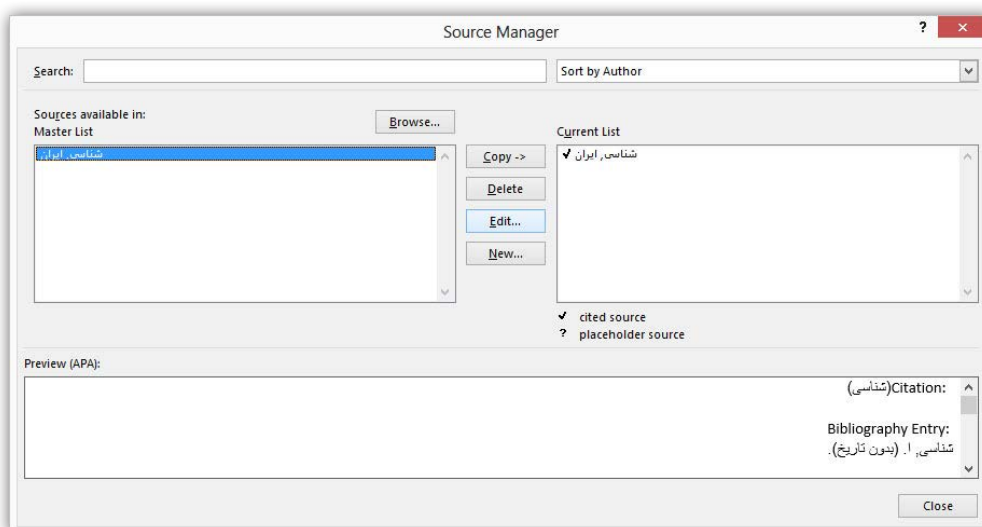 Source Manager
?
Search:
Sort by Author
Sources available in:
Master List
Browse...
Current List
شناسی, ایران
Copy ->
شناسی, ایران
Delete
Edit...
New...
✓ cited source
? placeholder source
Preview (APA):
Citation:(شناسی)
Bibliography Entry:
شناسی, ا. (بدون تاریخ).
Close